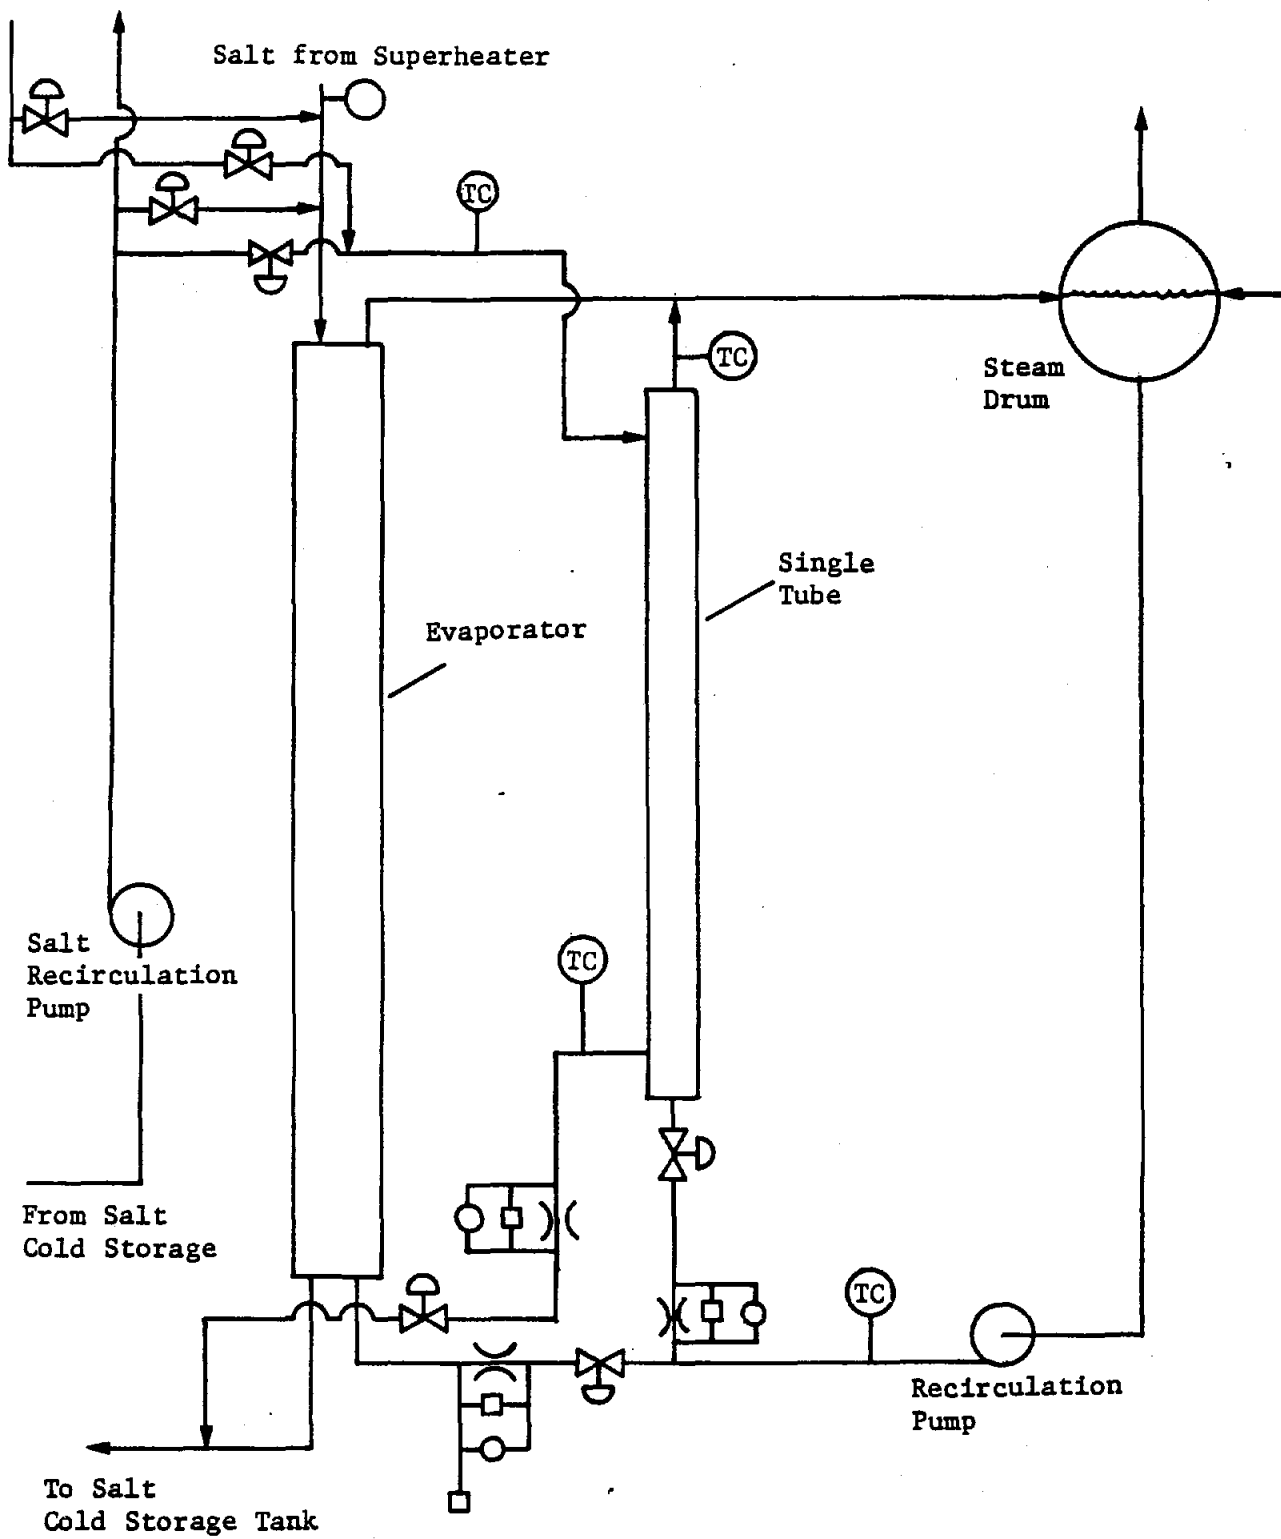 Salt from Superheater
TC
TC
Steam
Drum
Single
Tube
Evaporator
Salt
Recirculation
Pump
TC
From Salt
Cold Storage
TC
Recirculation
Pump
To Salt
Cold Storage Tank